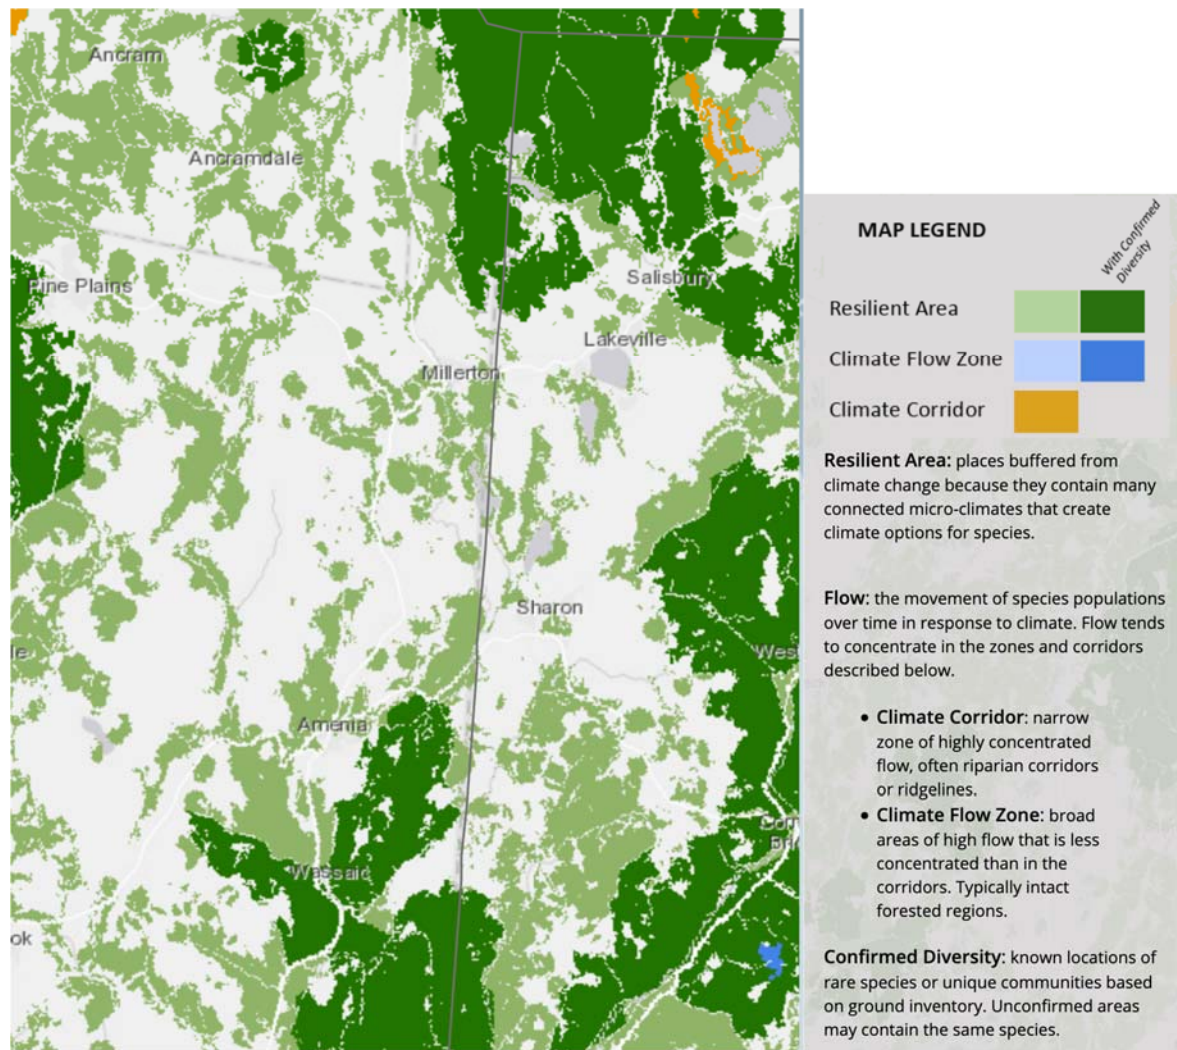 Ancram
Ancramdale
Pine Plains
Salisbury
Lakeville
Millerton
Sharon
le
West
Amenia
Corn
Bri
Wassaic
ok
MAP LEGEND
With Confirmed
Diversity
Resilient Area
Climate Flow Zone
Climate Corridor
Resilient Area: places buffered from
climate change because they contain many
connected micro-climates that create
climate options for species.
Flow: the movement of species populations
over time in response to climate. Flow tends
to concentrate in the zones and corridors
described below.
• Climate Corridor: narrow
zone of highly concentrated
flow, often riparian corridors
or ridgelines.
• Climate Flow Zone: broad
areas of high flow that is less
concentrated than in the
corridors. Typically intact
forested regions.
Confirmed Diversity: known locations of
rare species or unique communities based
on ground inventory. Unconfirmed areas
may contain the same species.